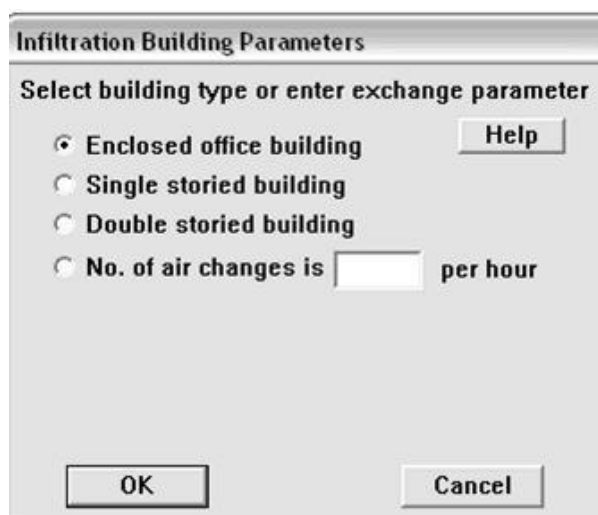 Infiltration Building Parameters
Select building type or enter exchange parameter
Help
Enclosed office building
Single storied building
Double storied building
No. of air changes is per hour
OK Cancel